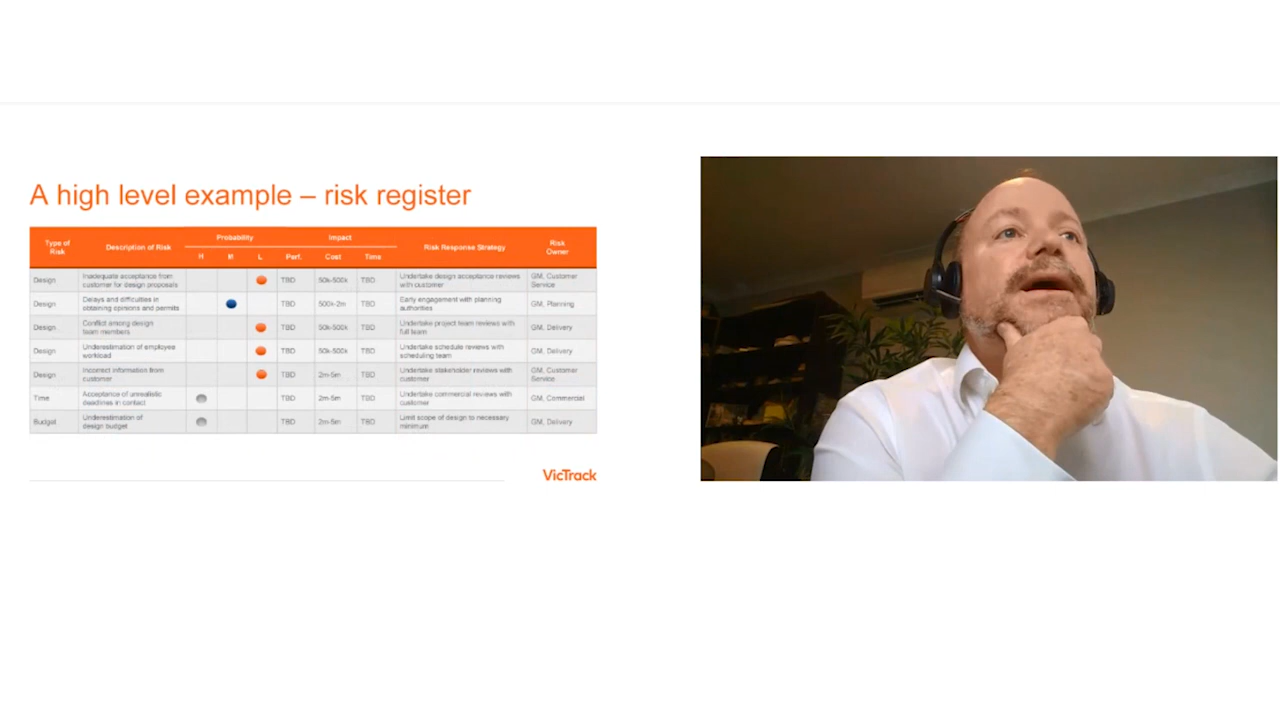 A high level example – risk register
Type of Risk Description of Risk Probability Impact Risk Response Strategy Risk Owner
H M L Perf. Cost Time
Design Inadequate acceptance from customer for design proposals TBD 50k-500k TBD Undertake design acceptance reviews with customer GM, Customer Service
Design Delays and difficulties in obtaining opinions and permits TBD 500k-2m TBD Early engagement with planning authorities GM, Planning
Design Conflict among design team members TBD 50k-500k TBD Undertake project team reviews with full team GM, Delivery
Design Underestimation of employee workload TBD 50k-500k TBD Undertake schedule reviews with scheduling team GM, Delivery
Design Incorrect information from customer TBD 2m-5m TBD Undertake stakeholder reviews with customer GM, Customer Service
Time Acceptance of unrealistic deadlines in contact TBD 2m-5m TBD Undertake commercial reviews with customer GM, Commercial
Budget Underestimation of design budget TBD 2m-5m TBD Limit scope of design to necessary minimum GM, Delivery
VicTrack